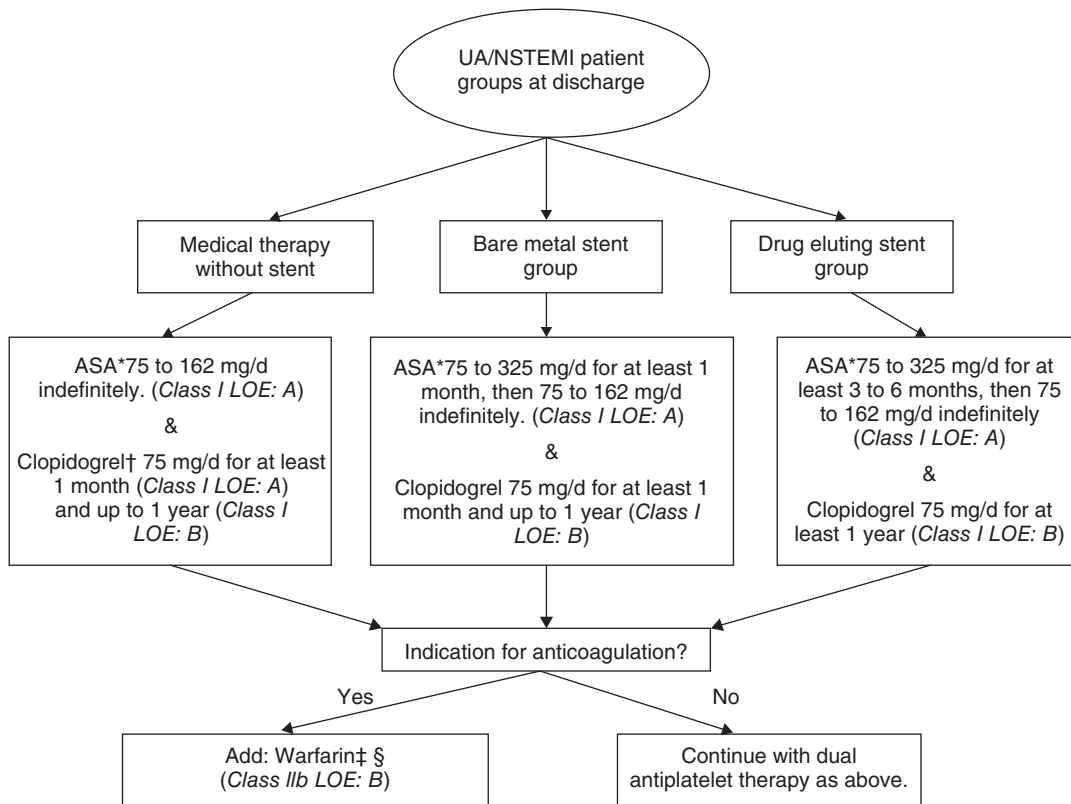 UA/NSTEMI patient
groups at discharge
Medical therapy
without stent
Bare metal stent
group
Drug eluting stent
group
ASA*75 to 162 mg/d
indefinitely. (Class I LOE: A)
&
Clopidogrel† 75 mg/d for at least
1 month (Class I LOE: A)
and up to 1 year (Class I
LOE: B)
ASA*75 to 325 mg/d for at least 1
month, then 75 to 162 mg/d
indefinitely. (Class I LOE: A)
&
Clopidogrel 75 mg/d for at least 1
month and up to 1 year (Class I
LOE: B)
ASA*75 to 325 mg/d for at
least 3 to 6 months, then 75
to 162 mg/d indefinitely
(Class I LOE: A)
&
Clopidogrel 75 mg/d for at
least 1 year (Class I LOE: B)
Indication for anticoagulation?
Yes
No
Add: Warfarin‡ §
(Class llb LOE: B)
Continue with dual
antiplatelet therapy as above.